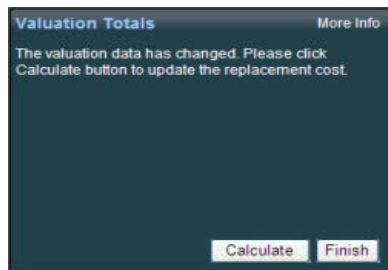 Valuation Totals More Info
The valuation data has changed. Please click
Calculate button to update the replacement cost.
Calculate Finish